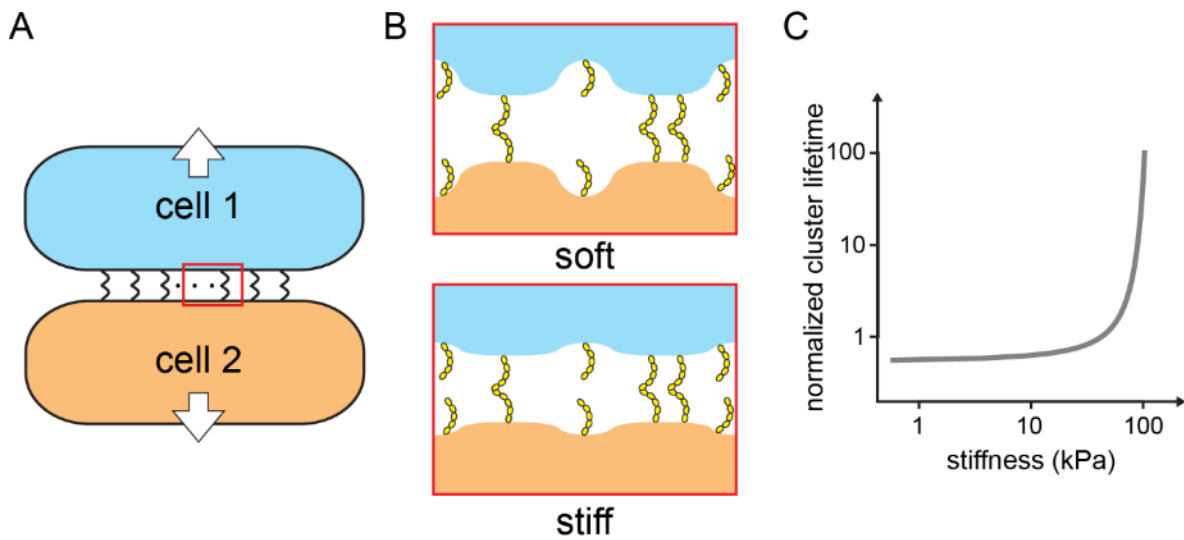 A
cell 1
cell 2
B
soft
stiff
C
normalized cluster lifetime
100
10
1
1 10 100
stiffness (kPa)